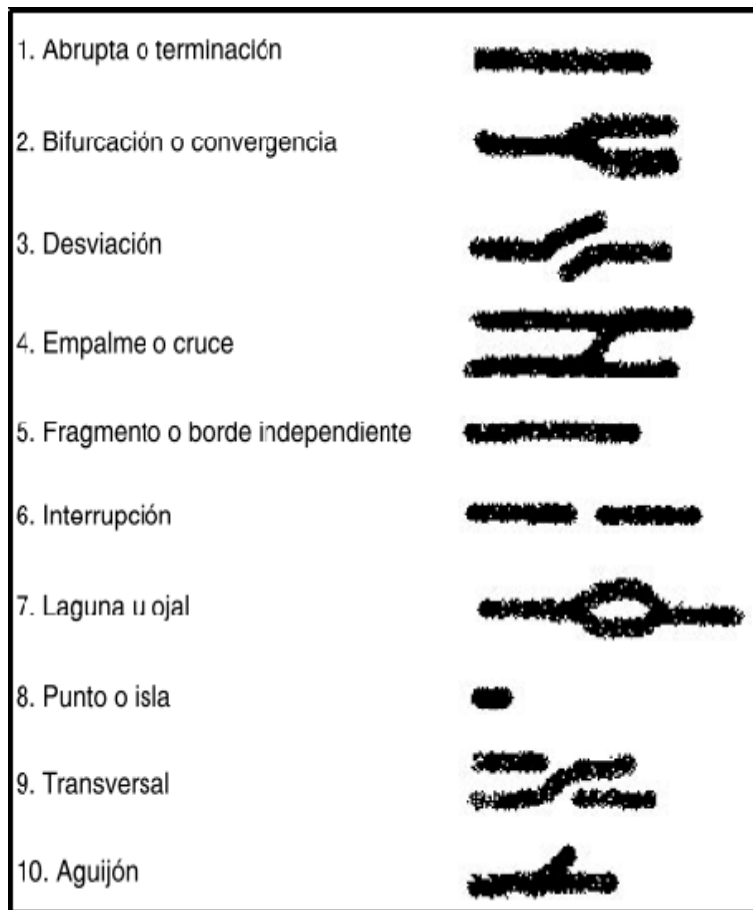 1. Abrupta o terminación
2. Bifurcación o convergencia
3. Desviación
4. Empalme o cruce
5. Fragmento o borde independiente
6. Interrupción
7. Laguna u ojal
8. Punto o isla
9. Transversal
10. Aguijón